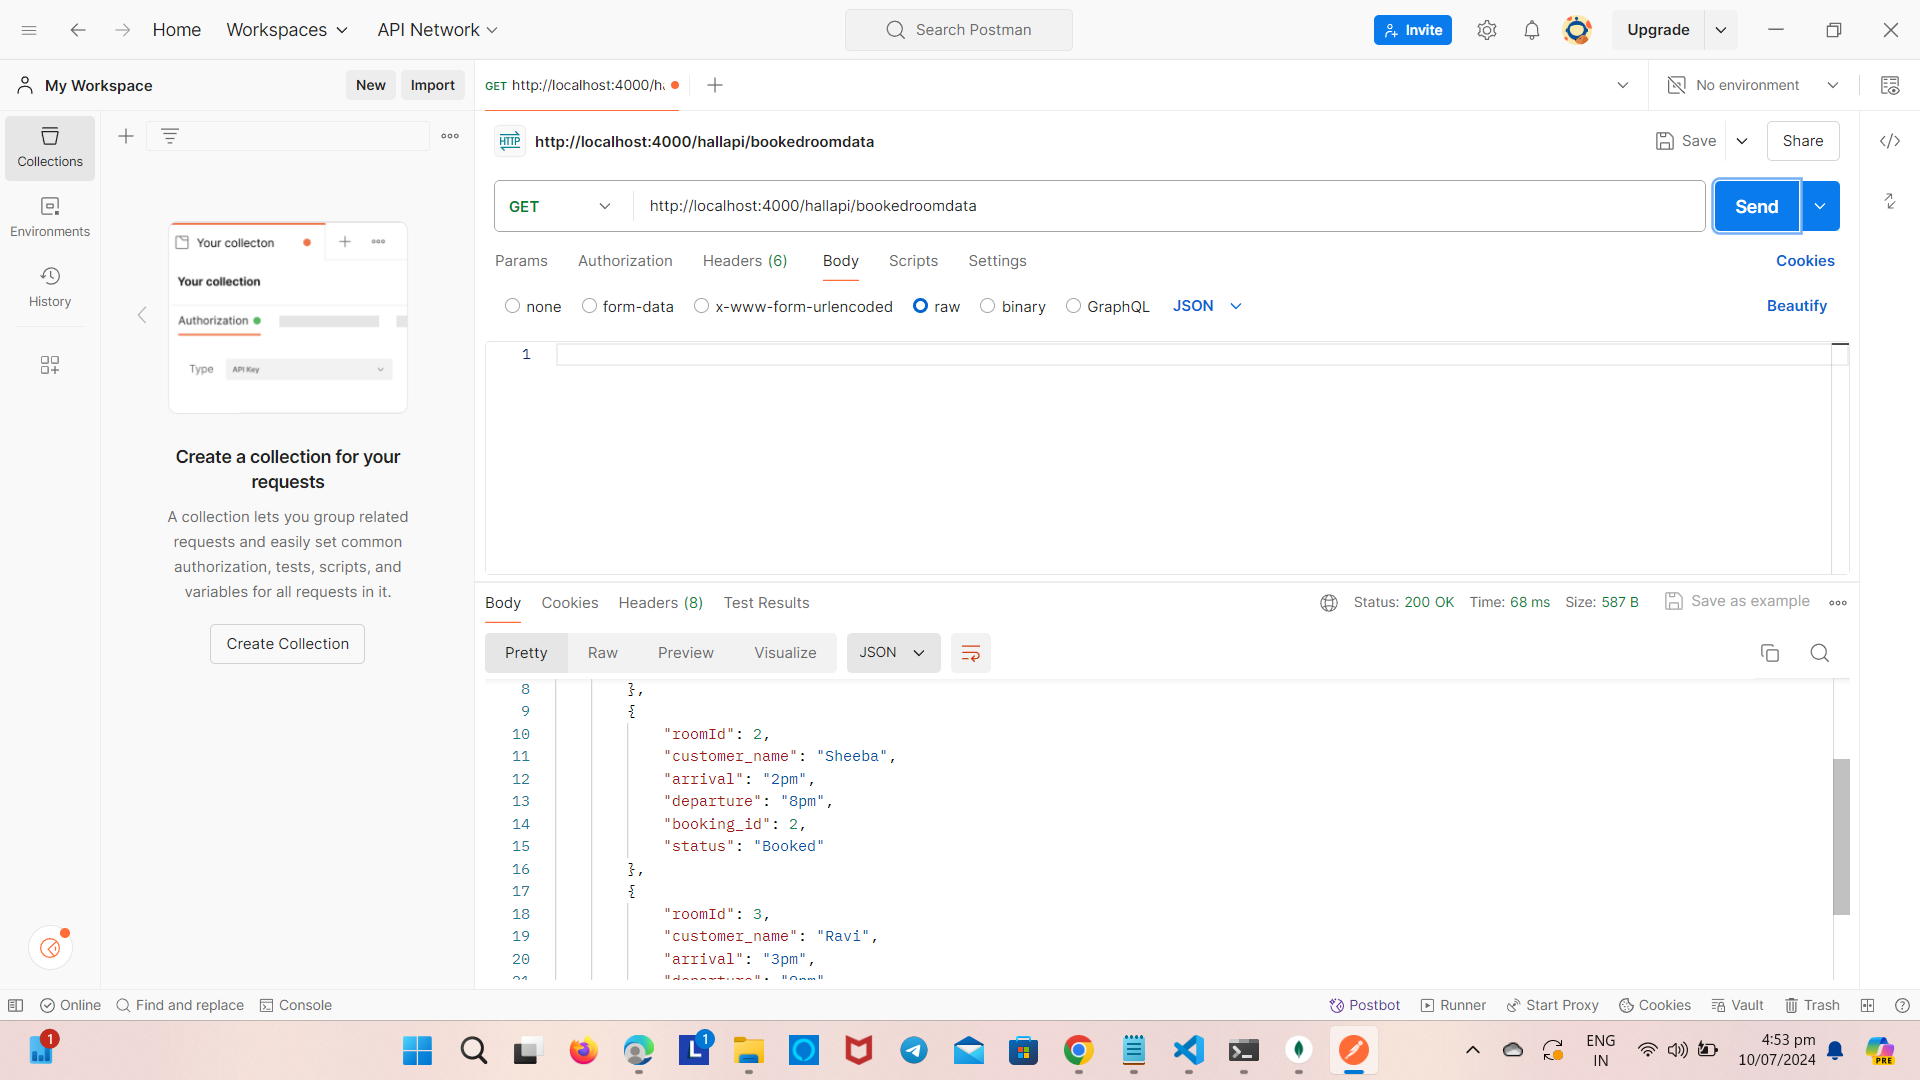 Home
Workspaces
API Network
Search Postman
Invite
Upgrade
My Workspace
New
Import
GET http://localhost:4000/h
No environment
Collections
Environments
History
HTTP http://localhost:4000/hallapi/bookedroomdata
Save
Share
GET
http://localhost:4000/hallapi/bookedroomdata
Send
Params
Authorization
Headers (6)
Body
Scripts
Settings
Cookies
none
form-data
x-www-form-urlencoded
raw
binary
GraphQL
JSON
Beautify
1
Your collecton
Your collection
Authorization
Type
API Key
Create a collection for your
requests
A collection lets you group related
requests and easily set common
authorization, tests, scripts, and
variables for all requests in it.
Create Collection
Body
Cookies
Headers (8)
Test Results
Status: 200 OK
Time: 68 ms
Size: 587 B
Save as example
Pretty
Raw
Preview
Visualize
JSON
8 },
9 {
10 "roomId": 2,
11 "customer_name": "Sheeba",
12 "arrival": "2pm",
13 "departure": "8pm",
14 "booking_id": 2,
15 "status": "Booked"
16 },
17 {
18 "roomId": 3,
19 "customer_name": "Ravi",
20 "arrival": "3pm",
21 "departure": "9pm"
Online
Find and replace
Console
Postbot
Runner
Start Proxy
Cookies
Vault
Trash
1
L
1
ENG
IN
4:53 pm
10/07/2024
PRE